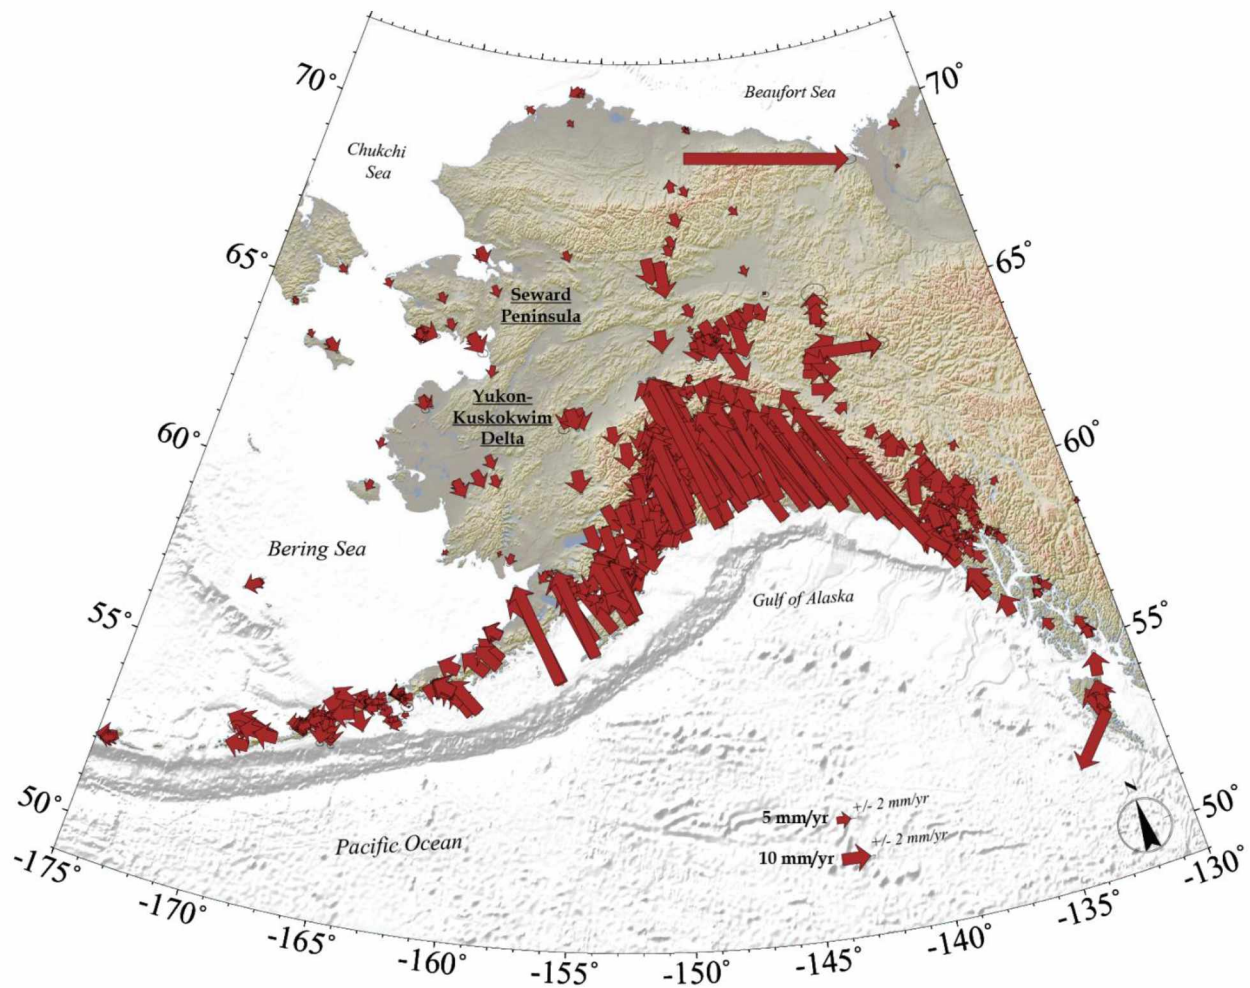 Beaufort Sea
70°
70°
Chukchi
Sea
65°
65°
Seward
Peninsula
Yukon-
Kuskokwim
Delta
60°
60°
Bering Sea
Gulf of Alaska
55°
55°
N
+/- 2 mm/yr
5 mm/yr
+/- 2 mm/yr
10 mm/yr
50°
50°
Pacific Ocean
-175°
-170°
-165°
-160°
-155°
-150°
-145°
-140°
-135°
-130°